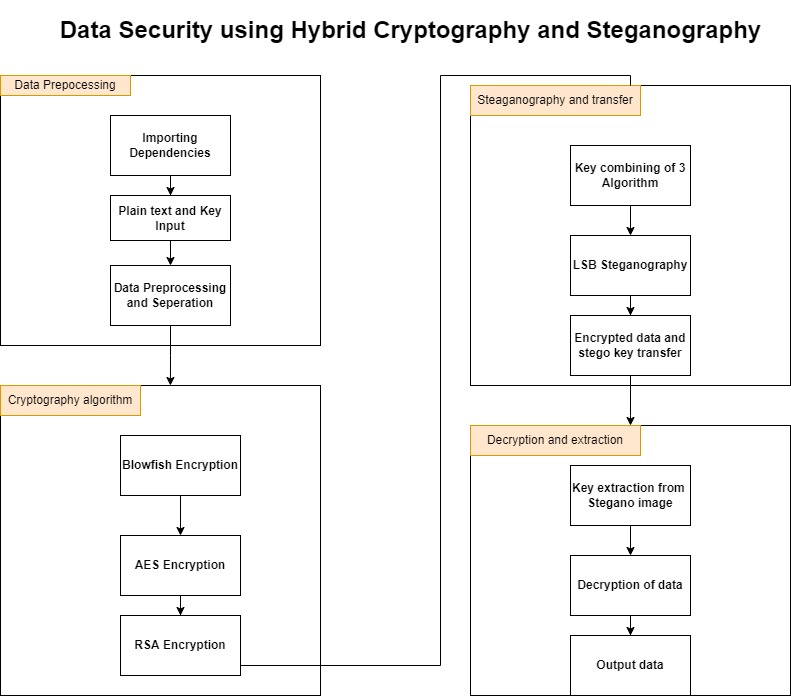 Data Security using Hybrid Cryptography and Steganography
Data Prepocessing
Importing
Dependencies
Plain text and Key
Input
Data Preprocessing
and Seperation
Cryptography algorithm
Blowfish Encryption
AES Encryption
RSA Encryption
Steaganography and transfer
Key combining of 3
Algorithm
LSB Steganography
Encrypted data and
stego key transfer
Decryption and extraction
Key extraction from
Stegano image
Decryption of data
Output data